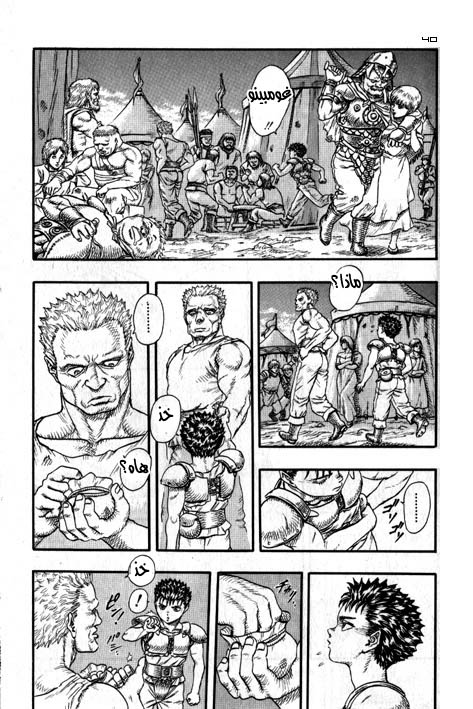 40
غومبينو
!!
ماذا؟
........
خذ
هاه؟
........
خذ
!